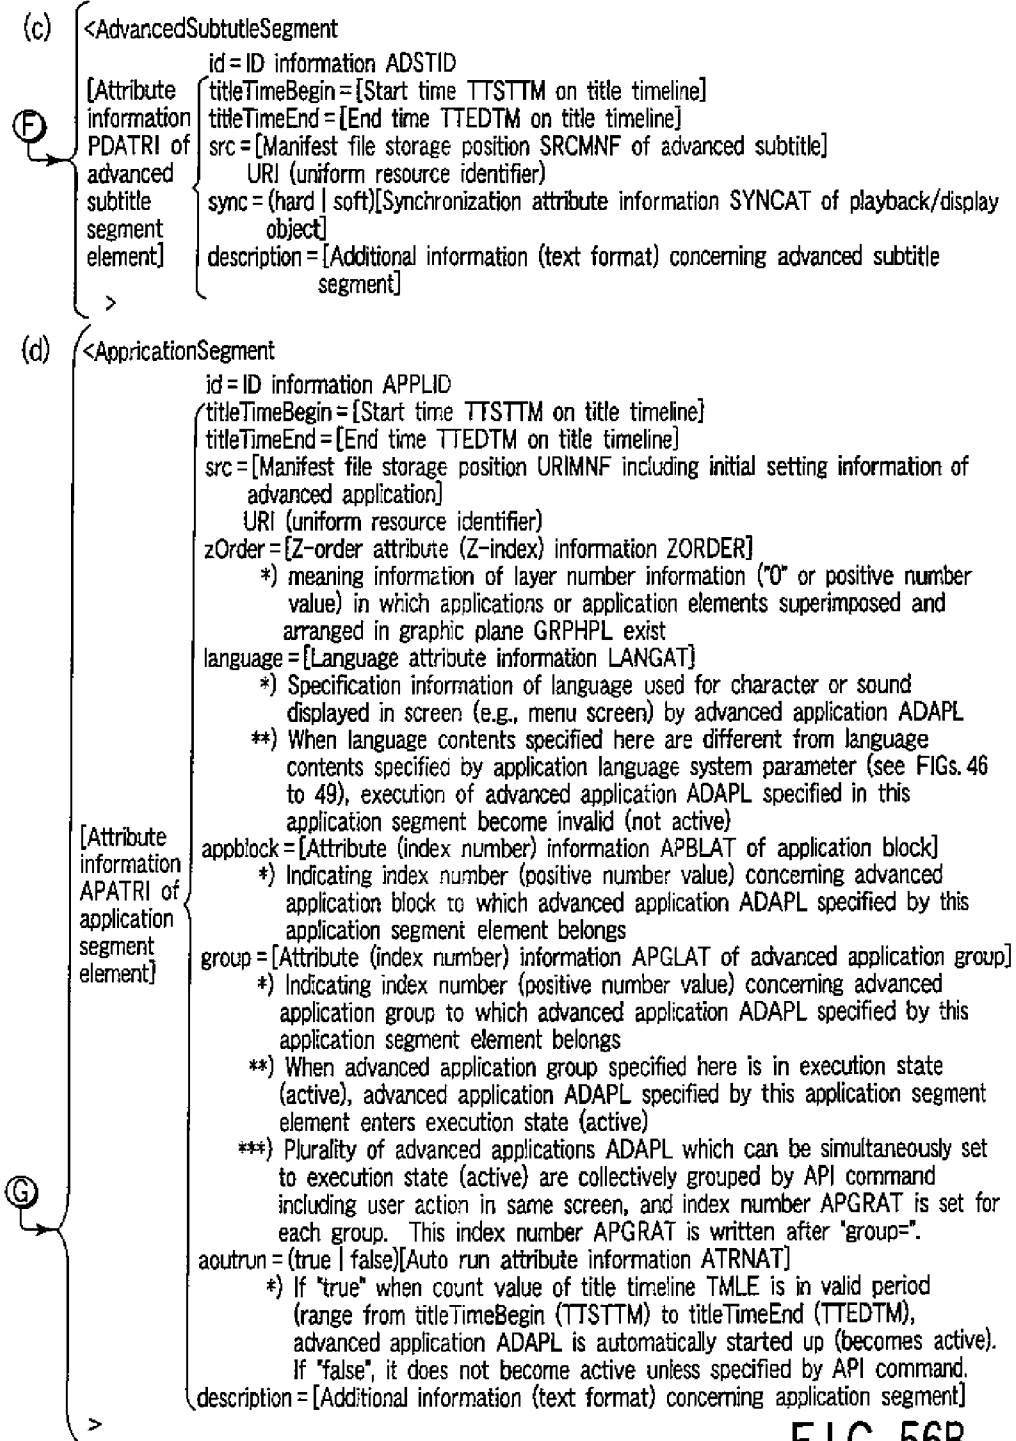 (c) <AdvancedSubtutleSegment
id = ID information ADSTID
[Attribute information PDATRI of advanced subtitle segment element]
titleTimeBegin = [Start time TTSTTM on title timeline]
titleTimeEnd = [End time TTEDTM on title timeline]
src = [Manifest file storage position SRCMNF of advanced subtitle]
URI (uniform resource identifier)
sync = (hard | soft)[Synchronization attribute information SYNCAT of playback/display
object]
description = [Additional information (text format) concerning advanced subtitle
segment]
>
F
(d) <ApplicationSegment
id = ID information APPLID
titleTimeBegin = [Start time TTSTTM on title timeline]
titleTimeEnd = [End time TTEDTM on title timeline]
src = [Manifest file storage position URIMNF including initial setting information of
advanced application]
URI (uniform resource identifier)
zOrder = [Z-order attribute (Z-index) information ZORDER]
*) meaning information of layer number information ("0" or positive number
value) in which applications or application elements superimposed and
arranged in graphic plane GRPHPL exist
language = [Language attribute information LANGAT]
*) Specification information of language used for character or sound
displayed in screen (e.g., menu screen) by advanced application ADAPL
**) When language contents specified here are different from language
contents specified by application language system parameter (see FIGs. 46
to 49), execution of advanced application ADAPL specified in this
application segment become invalid (not active)
[Attribute information APATRI of application segment element]
appblock = [Attribute (index number) information APBLAT of application block]
*) Indicating index number (positive number value) concerning advanced
application block to which advanced application ADAPL specified by this
application segment element belongs
group = [Attribute (index number) information APGLAT of advanced application group]
*) Indicating index number (positive number value) concerning advanced
application group to which advanced application ADAPL specified by this
application segment element belongs
**) When advanced application group specified here is in execution state
(active), advanced application ADAPL specified by this application segment
element enters execution state (active)
***) Plurality of advanced applications ADAPL which can be simultaneously set
to execution state (active) are collectively grouped by API command
including user action in same screen, and index number APGRAT is set for
each group. This index number APGRAT is written after "group=".
G
aoutrun = (true | false)[Auto run attribute information ATRNAT]
*) If "true" when count value of title timeline TMLE is in valid period
(range from titleTimeBegin (TTSTTM) to titleTimeEnd (TTEDTM),
advanced application ADAPL is automatically started up (becomes active).
If "false", it does not become active unless specified by API command.
description = [Additional information (text format) concerning application segment]
>
FIG. 56B